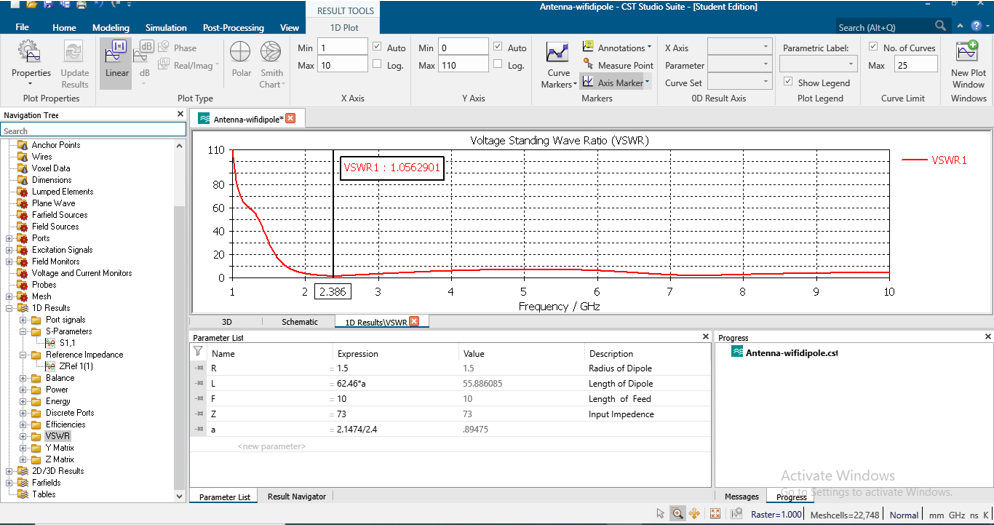 Antenna-wifidipole - CST Studio Suite - [Student Edition]
RESULT TOOLS
File Home Modeling Simulation Post-Processing View 1D Plot
Search (Alt+Q)
Properties
Update Results
Plot Properties
Linear
dB
Phase
Real/Imag
Polar
Smith Chart
Plot Type
Min 1 Auto
Max 10 Log.
X Axis
Min 0 Auto
Max 110 Log.
Y Axis
Curve Markers
Annotations
Measure Point
Axis Marker
Markers
X Axis
Parameter
Curve Set
0D Result Axis
Parametric Label:
Show Legend
Plot Legend
No. of Curves
Max 25
Curve Limit
New Plot Window
Windows
Navigation Tree
Search
Anchor Points
Wires
Voxel Data
Dimensions
Lumped Elements
Plane Wave
Farfield Sources
Field Sources
Ports
Excitation Signals
Field Monitors
Voltage and Current Monitors
Probes
Mesh
1D Results
Port signals
S-Parameters
S1,1
Reference Impedance
ZRef 1(1)
Balance
Power
Energy
Discrete Ports
Efficiencies
VSWR
Y Matrix
Z Matrix
2D/3D Results
Farfields
Tables
Antenna-wifidipole*
Voltage Standing Wave Ratio (VSWR)
110
80
60
40
20
0
VSWR1 : 1.0562901
VSWR1
1 2 2.386 3 4 5 6 7 8 9 10
Frequency / GHz
3D Schematic 1D Results\VSWR
Parameter List
Name Expression Value Description
R = 1.5 1.5 Radius of Dipole
L = 62.46*a 55.886085 Length of Dipole
F = 10 10 Length of Feed
Z = 73 73 Input Impedence
a = 2.1474/2.4 .89475
<new parameter>
Parameter List Result Navigator
Progress
Antenna-wifidipole.cst
Activate Windows
Go to Settings to activate Windows.
Messages Progress
Raster=1.000 Meshcells=22,748 Normal mm GHz ns K